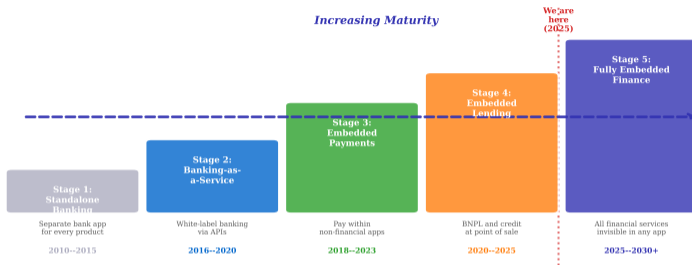 Increasing Maturity
We are
here
(2025)
Stage 1:
Standalone
Banking
Stage 2:
Banking-as-
a-Service
Stage 3:
Embedded
Payments
Stage 4:
Embedded
Lending
Stage 5:
Fully Embedded
Finance
Separate bank app
for every product
White-label banking
via APIs
Pay within
non-financial apps
BNPL and credit
at point of sale
All financial services
invisible in any app
2010--2015
2016--2020
2018--2023
2020--2025
2025--2030+